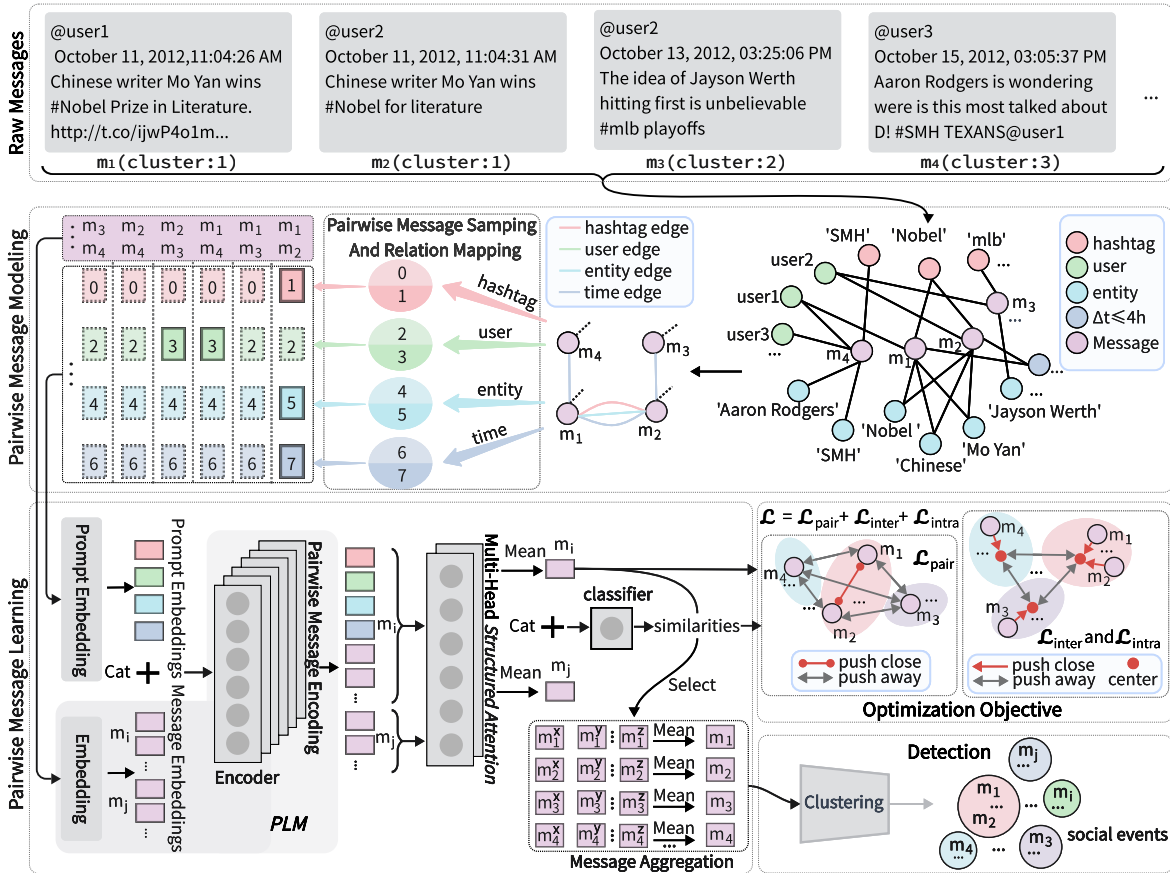 Raw Messages
@user1
October 11, 2012,11:04:26 AM
Chinese writer Mo Yan wins
#Nobel Prize in Literature.
http://t.co/ijwP4o1m...
m1(cluster:1)
@user2
October 11, 2012, 11:04:31 AM
Chinese writer Mo Yan wins
#Nobel for literature
m2(cluster:1)
@user2
October 13, 2012, 03:25:06 PM
The idea of Jayson Werth
hitting first is unbelievable
#mlb playoffs
m3(cluster:2)
@user3
October 15, 2012, 03:05:37 PM
Aaron Rodgers is wondering
were is this most talked about
D! #SMH TEXANS@user1
m4(cluster:3)
...
Pairwise Message Modeling
... m3 m2 m2 m1 m1 m1
m4 m4 m3 m4 m3 m2
0 0 0 0 0 1
2 2 3 3 2 2
...
4 4 4 4 4 5
6 6 6 6 6 7
Pairwise Message Samping
And Relation Mapping
0
1
2
3
4
5
6
7
hashtag
user
entity
time
hashtag edge
user edge
entity edge
time edge
m4
m3
m1
m2
'SMH'
'Nobel'
'mlb'
...
user2
user1
user3
...
m3
...
m4
m1
m2
...
'Aaron Rodgers'
'SMH'
'Nobel '
'Chinese'
'Mo Yan'
'Jayson Werth'
...
hashtag
user
entity
Δt⩽4h
Message
Pairwise Message Learning
Prompt Embedding
Prompt Embeddings
Cat +
Embedding
mi
mj
...
...
Message Embeddings
Encoder
PLM
Pairwise Message Encoding
mi
...
mj
...
Multi-Head Structured Attention
Mean mi
Cat + classifier
similarities
Mean mj
Select
m1x m1y ⋮ m1z Mean m1
m2x m2y ⋮ m2z Mean m2
m3x m3y ⋮ m3z Mean m3
m4x m4y ⋮ m4z Mean m4
...
Message Aggregation
ℒ = ℒpair + ℒinter + ℒintra
m1
m4
...
...
...
m2
m3
...
ℒpair
push close
push away
m4
...
...
m1
...
m2
m3
...
...
ℒinter and ℒintra
push close
push away
center
Optimization Objective
Clustering
Detection
mj
...
m1
...
m2
...
mi
...
m4
...
...
m3
...
social events